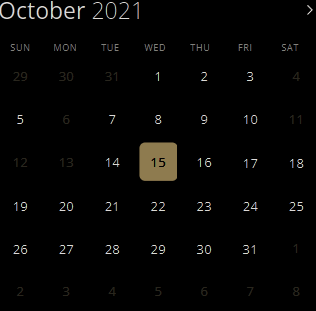 October 2021
SUN MON TUE WED THU FRI SAT
29 30 31 1 2 3 4
5 6 7 8 9 10 11
12 13 14 15 16 17 18
19 20 21 22 23 24 25
26 27 28 29 30 31 1
2 3 4 5 6 7 8